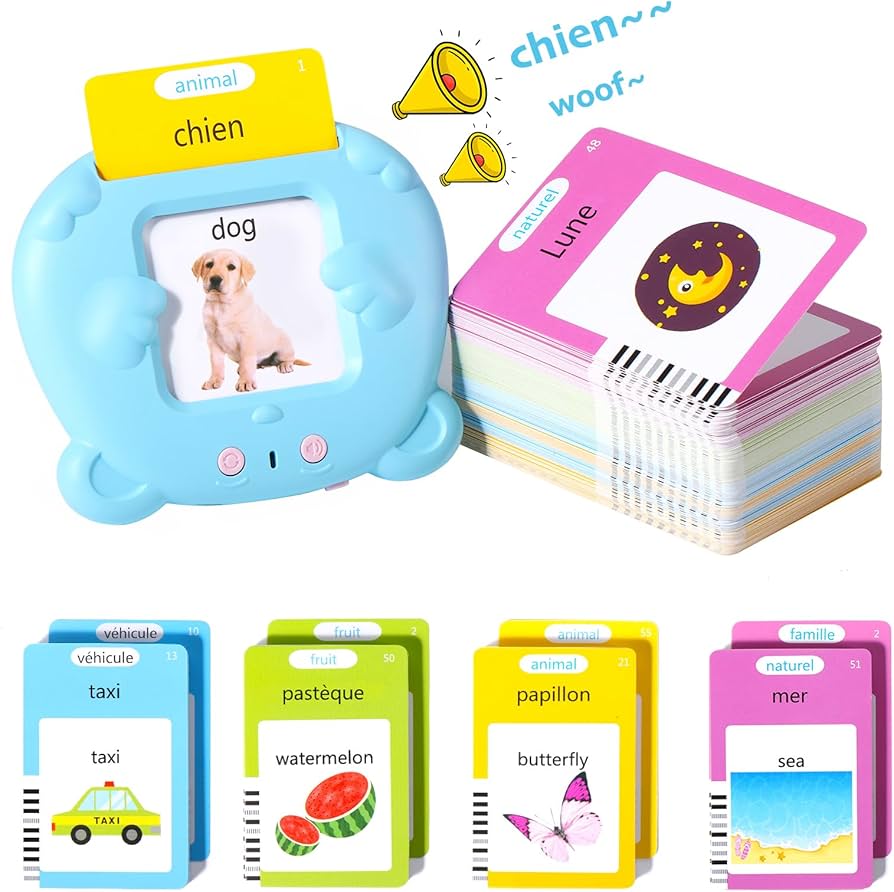 animal 1
chien
dog
chien~~
woof~
48
naturel
Lune
véhicule 10
véhicule 13
taxi
taxi
TAXI
fruit 2
fruit 50
pastèque
watermelon
animal 55
animal 21
papillon
butterfly
famille 2
naturel 51
mer
sea